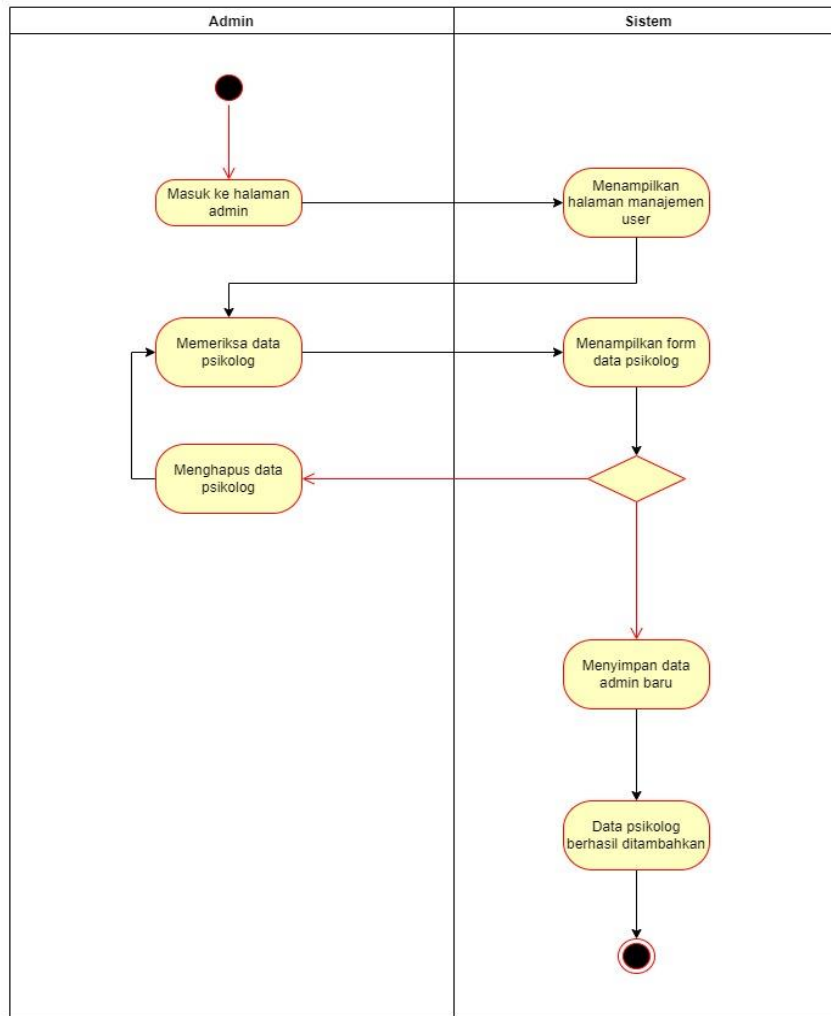 Admin
Sistem
Masuk ke halaman
admin
Menampilkan
halaman manajemen
user
Memeriksa data
psikolog
Menampilkan form
data psikolog
Menghapus data
psikolog
Menyimpan data
admin baru
Data psikolog
berhasil ditambahkan